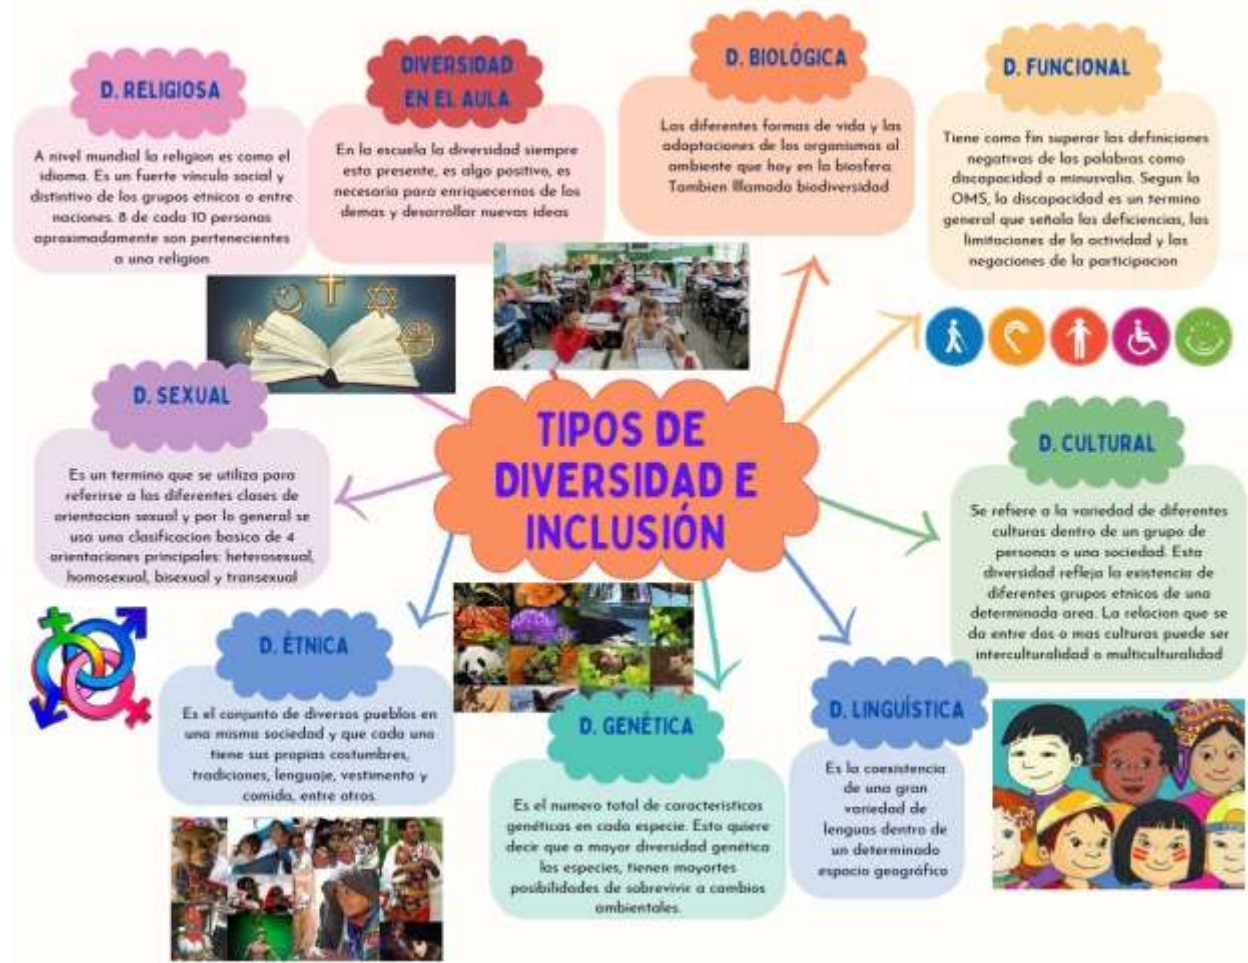 D. RELIGIOSA
A nivel mundial la religion es como el
idioma. Es un fuerte vinculo social y
distintivo de los grupos etnicos o entre
naciones. 8 de cada 10 personas
aproximadamente son pertenecientes
a una religion
DIVERSIDAD
EN EL AULA
En la escuela la diversidad siempre
esta presente, es algo positivo, es
necesaria para enriquecernos de los
demas y desarrollar nuevas ideas
D. BIOLÓGICA
Las diferentes formas de vida y las
adaptaciones de los organismos al
ambiente que hay en la biosfera.
Tambien lllamada biodiversidad
D. FUNCIONAL
Tiene como fin superar las definiciones
negativas de las palabras como
discapacidad o minusvalia. Segun la
OMS, la discapacidad es un termino
general que señala las deficiencias, las
limitaciones de la actividad y las
negaciones de la participacion
TIPOS DE
DIVERSIDAD E
INCLUSIÓN
D. SEXUAL
Es un termino que se utiliza para
referirse a las diferentes clases de
orientacion sexual y por lo general se
usa una clasificacion basica de 4
orientaciones principales: heterosexual,
homosexual, bisexual y transexual
D. CULTURAL
Se refiere a la variedad de diferentes
culturas dentro de un grupo de
personas o una sociedad. Esta
diversidad refleja la existencia de
diferentes grupos etnicos de una
determinada area. La relacion que se
da entre dos o mas culturas puede ser
interculturalidad o multiculturalidad
D. ÉTNICA
Es el conjunto de diversos pueblos en
una misma sociedad y que cada uno
tiene sus propias costumbres,
tradiciones, lenguaje, vestimenta y
comida, entre otros.
D. GENÉTICA
Es el numero total de características
genéticas en cada especie. Esto quiere
decir que a mayor diversidad genética
las especies, tienen mayortes
posibilidades de sobrevivir a cambios
ambientales.
D. LINGUÍSTICA
Es la coexistencia
de una gran
variedad de
lenguas dentro de
un determinado
espacio geográfico